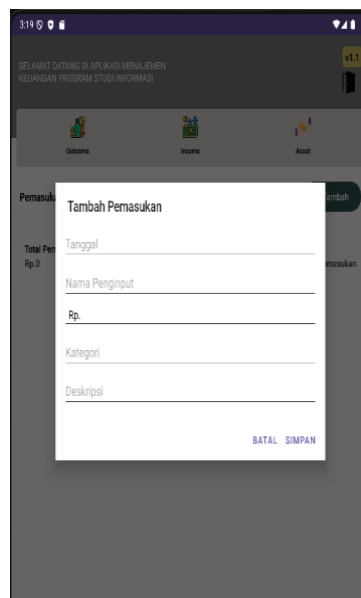 3:19
SELAMAT DATANG DI APLIKASI MENAJEMEN
KEUANGAN PROGRAM STUDI INFORMASI
v1.1
Outcome
Income
Asset
Pemasuk
Tambah
Total Pem
Rp.0
emasukan
Tambah Pemasukan
Tanggal
Nama Penginput
Rp.
Kategori
Deskripsi
BATAL SIMPAN